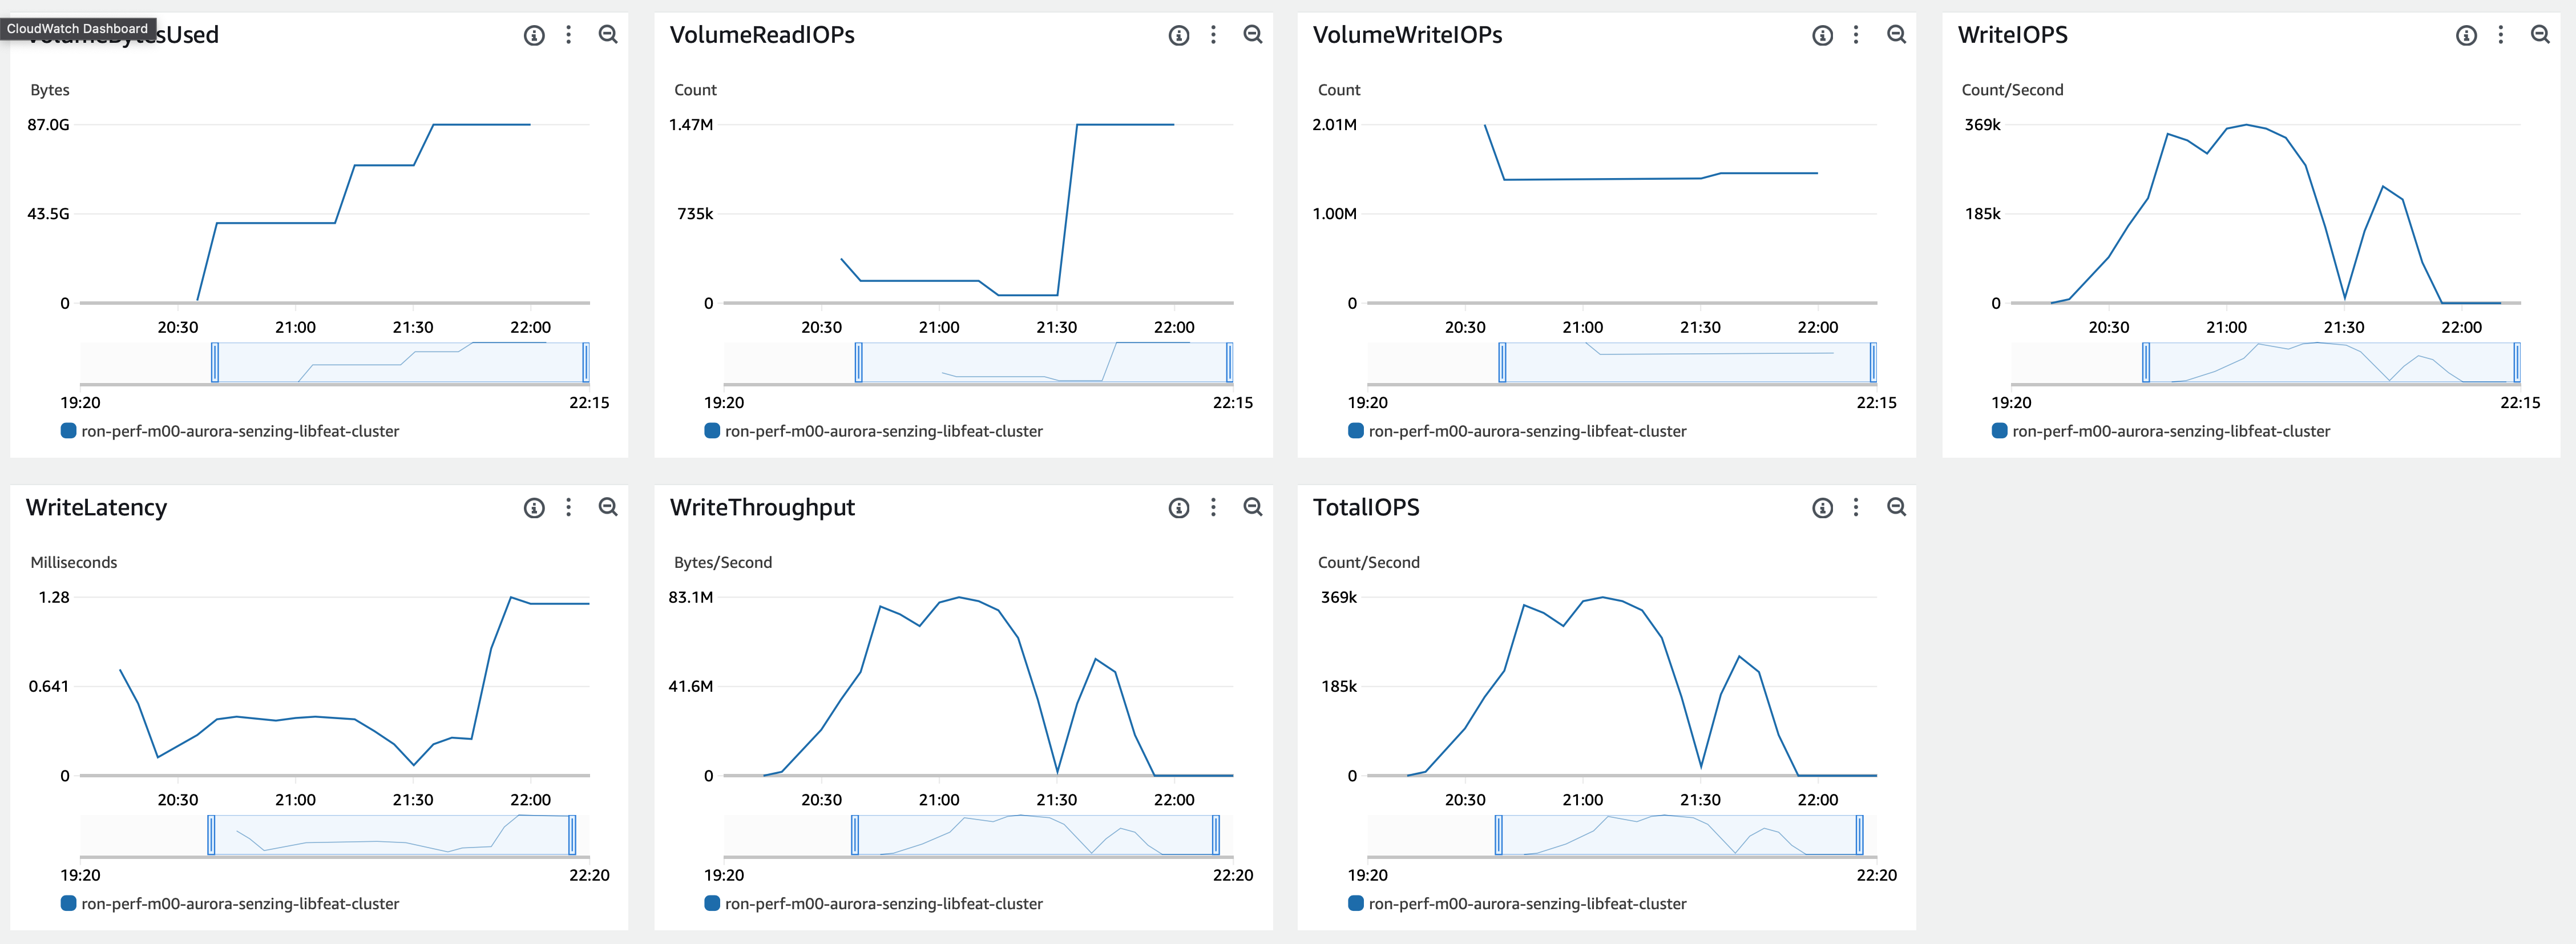 CloudWatch Dashboard
VolumeBytesUsed
Bytes
87.0G
43.5G
0
20:30 21:00 21:30 22:00
19:20 22:15
ron-perf-m00-aurora-senzing-libfeat-cluster
VolumeReadIOPs
Count
1.47M
735k
0
20:30 21:00 21:30 22:00
19:20 22:15
ron-perf-m00-aurora-senzing-libfeat-cluster
VolumeWriteIOPs
Count
2.01M
1.00M
0
20:30 21:00 21:30 22:00
19:20 22:15
ron-perf-m00-aurora-senzing-libfeat-cluster
WriteIOPS
Count/Second
369k
185k
0
20:30 21:00 21:30 22:00
19:20 22:15
ron-perf-m00-aurora-senzing-libfeat-cluster
WriteLatency
Milliseconds
1.28
0.641
0
20:30 21:00 21:30 22:00
19:20 22:20
ron-perf-m00-aurora-senzing-libfeat-cluster
WriteThroughput
Bytes/Second
83.1M
41.6M
0
20:30 21:00 21:30 22:00
19:20 22:20
ron-perf-m00-aurora-senzing-libfeat-cluster
TotalIOPS
Count/Second
369k
185k
0
20:30 21:00 21:30 22:00
19:20 22:20
ron-perf-m00-aurora-senzing-libfeat-cluster